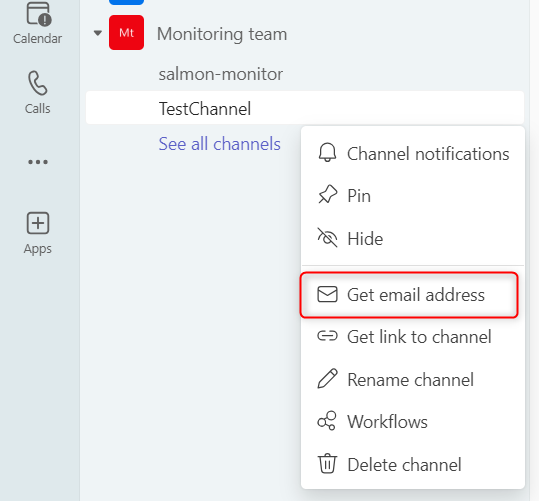 Calendar
Mt Monitoring team
salmon-monitor
Calls
TestChannel
See all channels
Channel notifications
Pin
Apps
Hide
Get email address
Get link to channel
Rename channel
Workflows
Delete channel